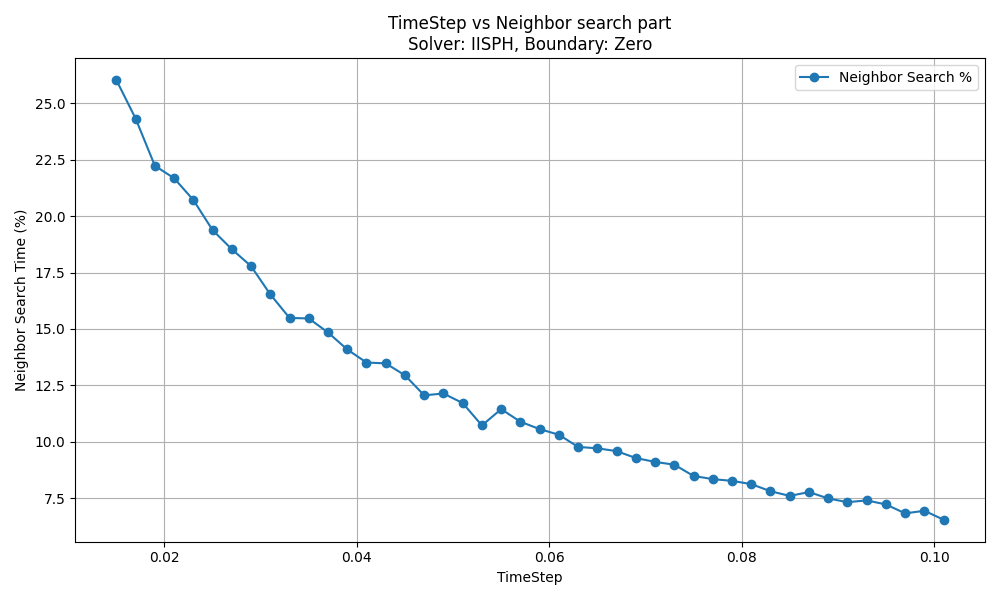 TimeStep vs Neighbor search part
Solver: IISPH, Boundary: Zero
Neighbor Search %
Neighbor Search Time (%)
25.0
22.5
20.0
17.5
15.0
12.5
10.0
7.5
0.02 0.04 0.06 0.08 0.10
TimeStep